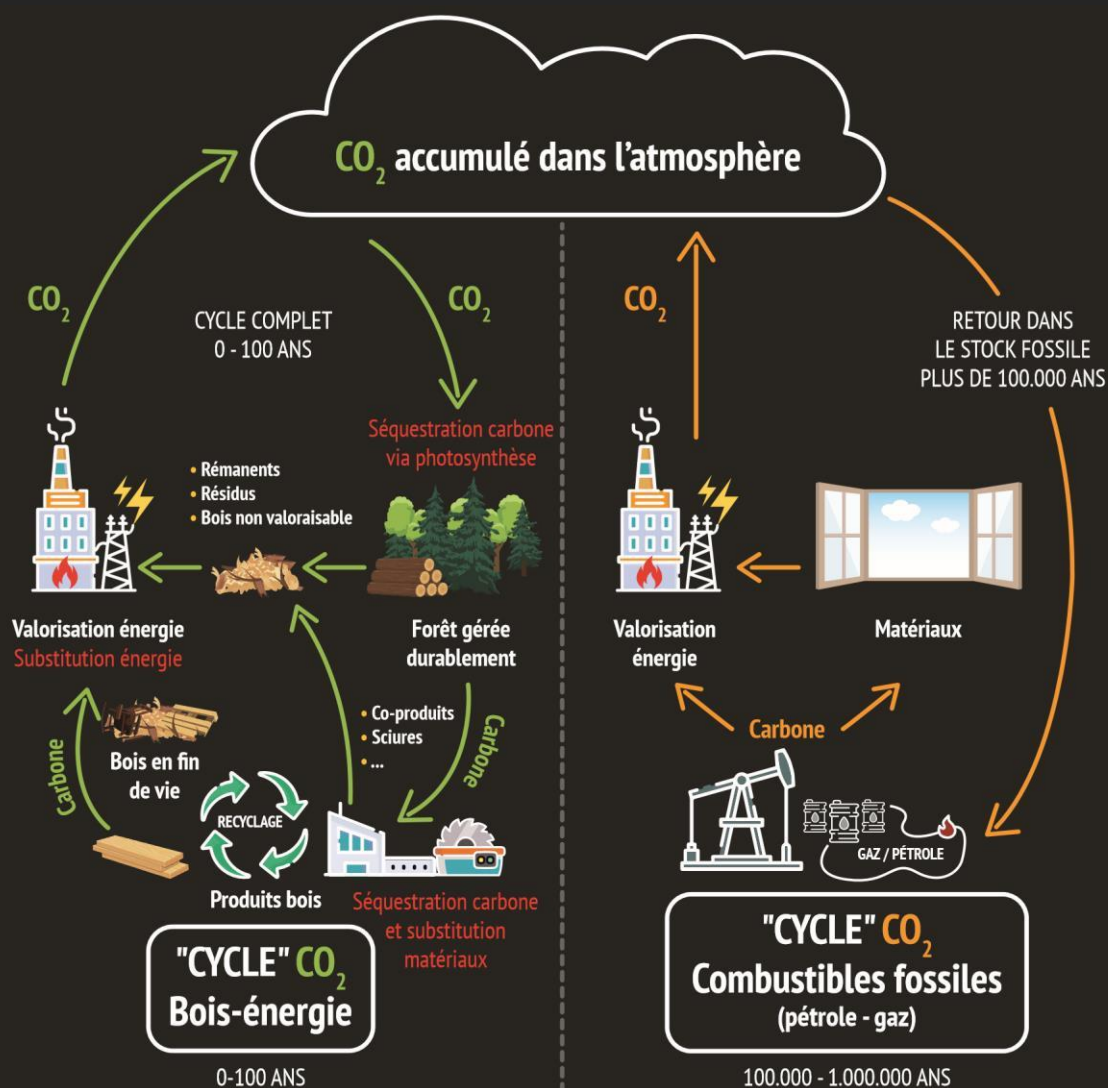 CO₂ accumulé dans l'atmosphère
CO₂
CYCLE COMPLET
0 - 100 ANS
CO₂
Séquestration carbone
via photosynthèse
• Rémanents
• Résidus
• Bois non valoraisable
Valorisation énergie
Substitution énergie
Forêt gérée
durablement
• Co-produits
• Sciures
• ...
Carbone
Carbone
Bois en fin
de vie
RECYCLAGE
Produits bois
Séquestration carbone
et substitution
matériaux
"CYCLE" CO₂
Bois-énergie
0-100 ANS
CO₂
RETOUR DANS
LE STOCK FOSSILE
PLUS DE 100.000 ANS
Valorisation
énergie
Matériaux
Carbone
GAZ / PÉTROLE
"CYCLE" CO₂
Combustibles fossiles
(pétrole - gaz)
100.000 - 1.000.000 ANS